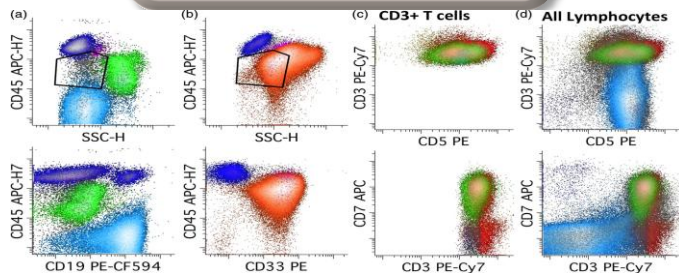 (a)
(b)
(c) CD3+ T cells
(d) All Lymphocytes
CD45 APC-H7
SSC-H
CD45 APC-H7
SSC-H
CD3 PE-Cy7
CD5 PE
CD3 PE-Cy7
CD5 PE
CD45 APC-H7
CD19 PE-CF594
CD45 APC-H7
CD33 PE
CD7 APC
CD3 PE-Cy7
CD7 APC
CD3 PE-Cy7